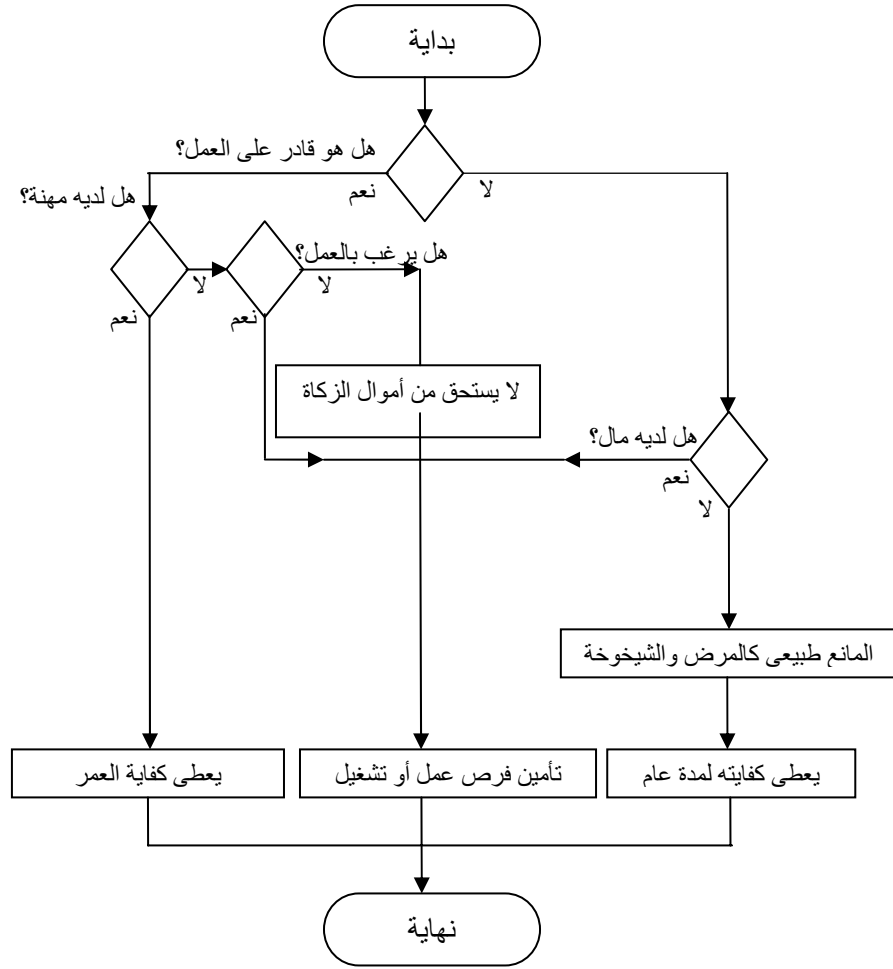 بداية
هل هو قادر على العمل؟
نعم
لا
هل لديه مهنة؟
هل يرغب بالعمل؟
لا
لا
نعم
نعم
لا يستحق من أموال الزكاة
هل لديه مال؟
نعم
لا
المانع طبيعي كالمرض والشيخوخة
يعطى كفاية العمر
تأمين فرص عمل أو تشغيل
يعطى كفايته لمدة عام
نهاية